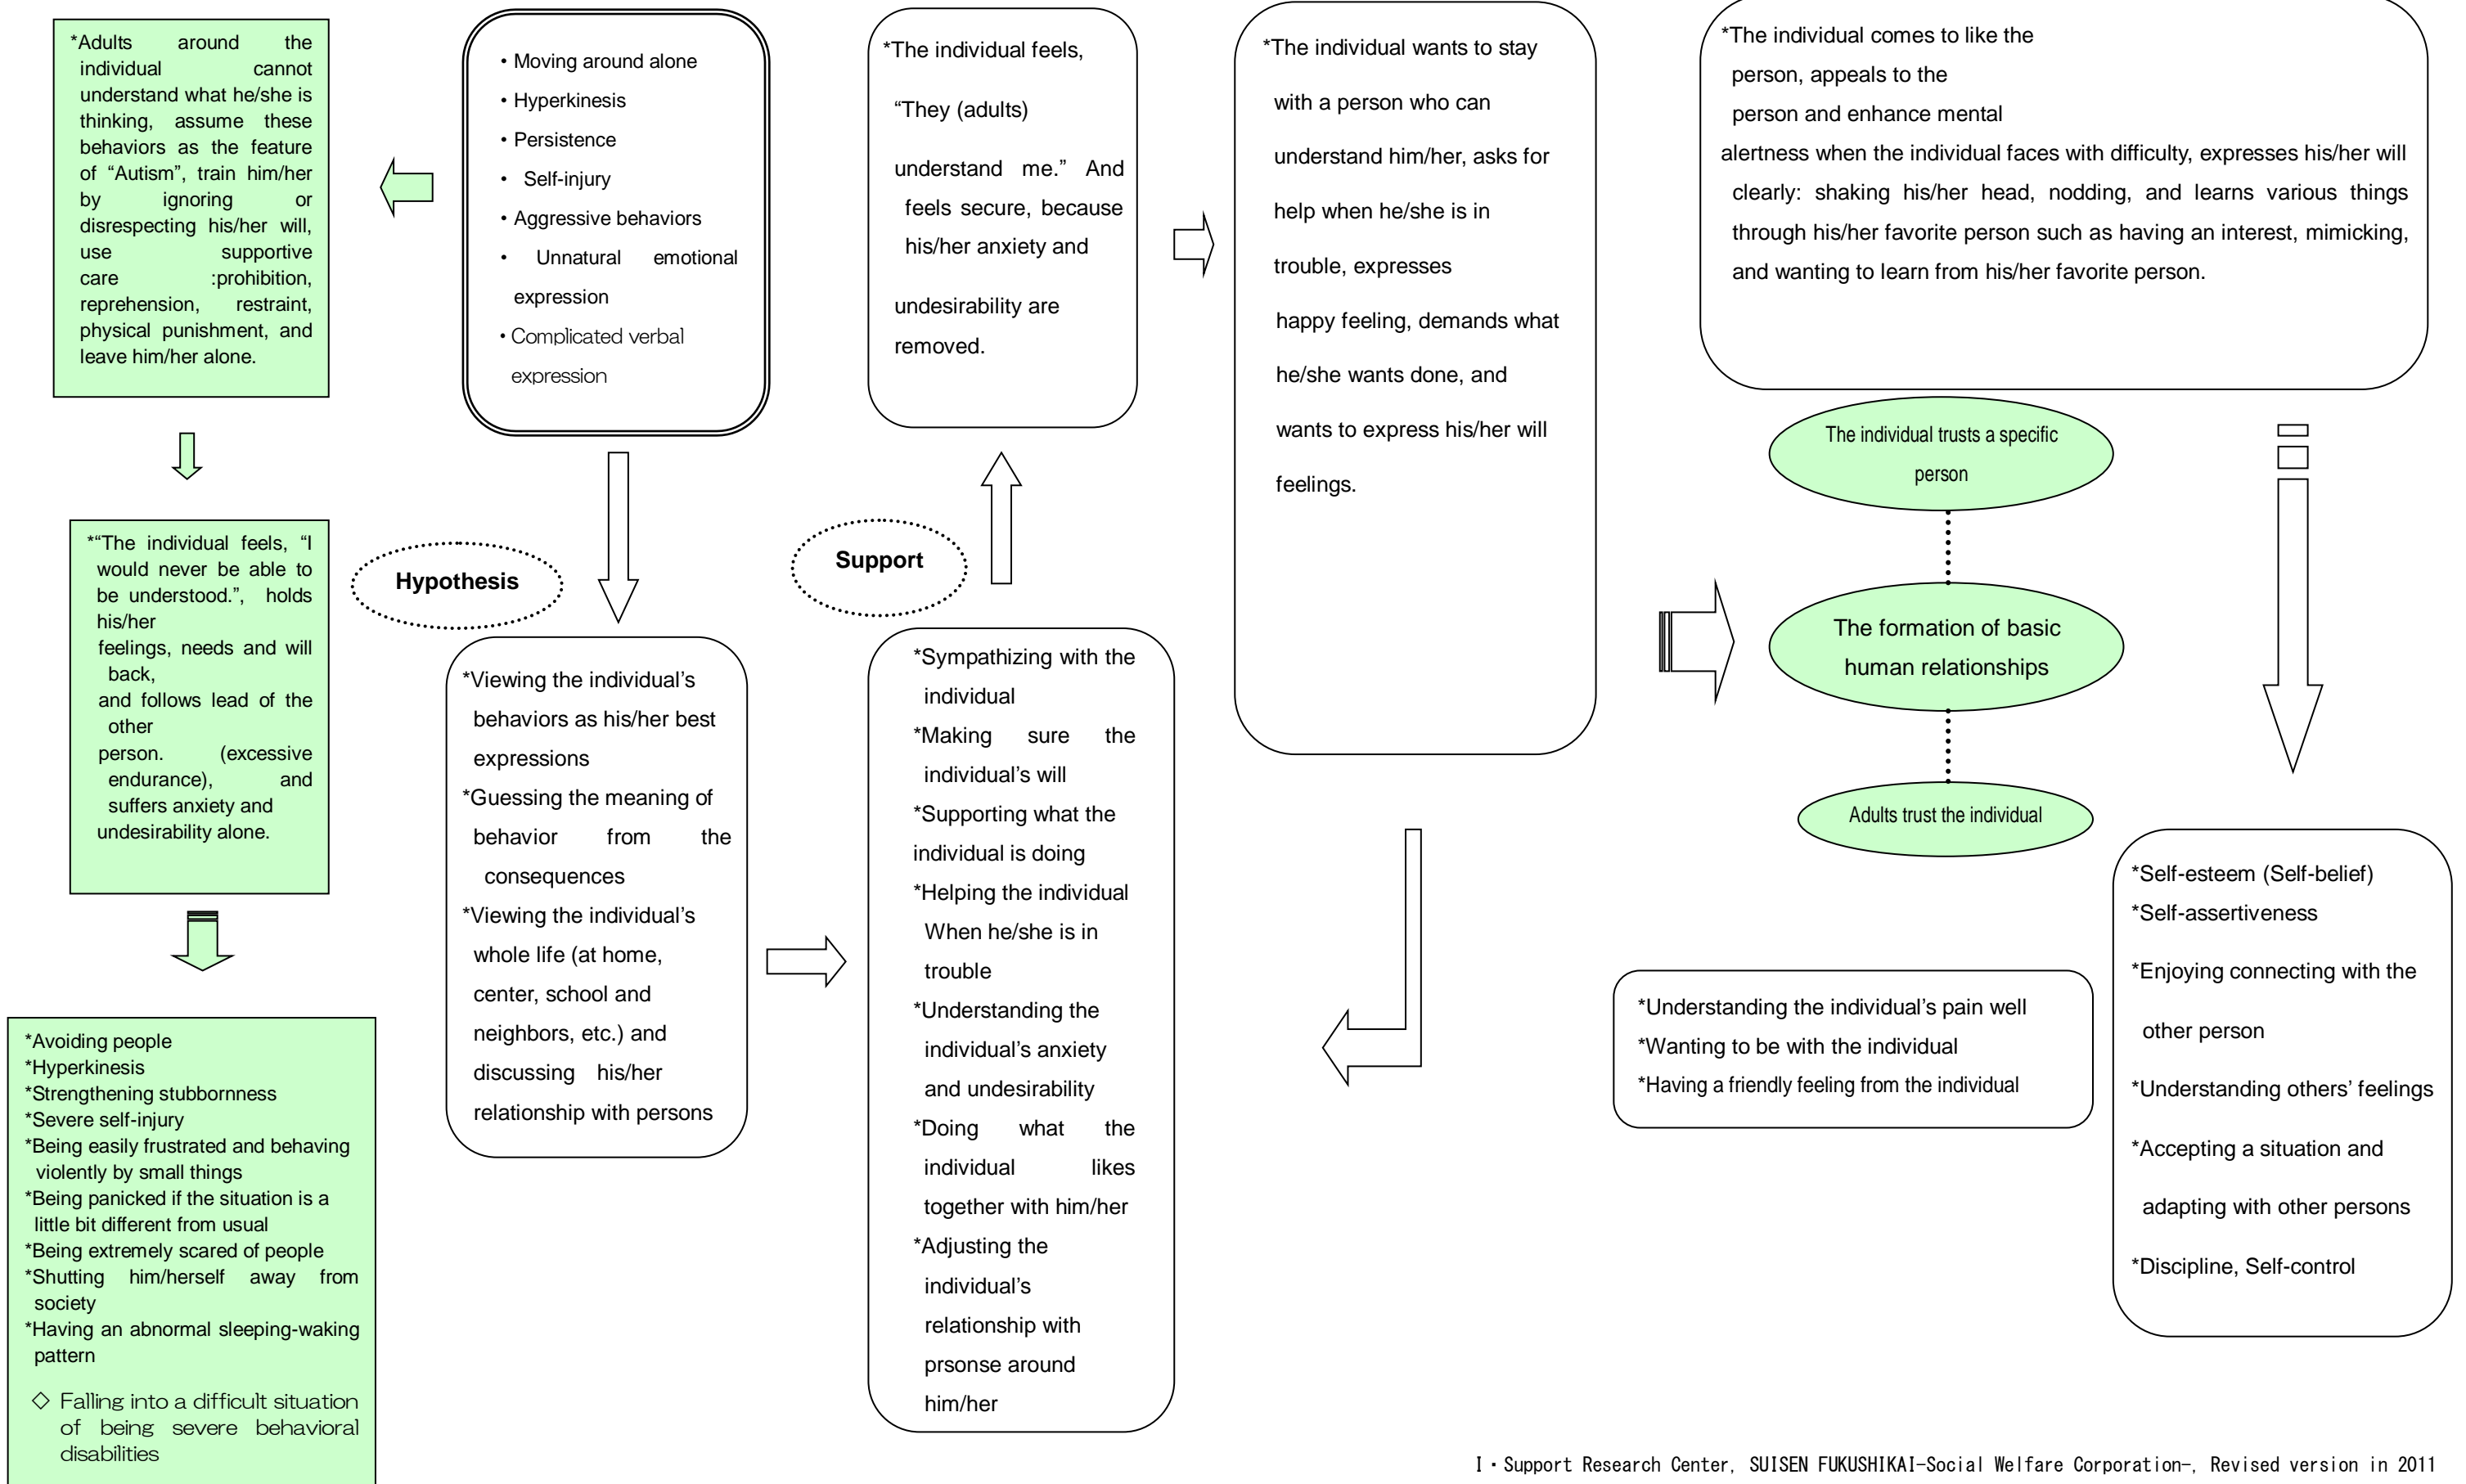 *Adults around the
individual cannot
understand what he/she is
thinking, assume these
behaviors as the feature
of “Autism”, train him/her
by ignoring or
disrespecting his/her will,
use supportive
care :prohibition,
reprehension, restraint,
physical punishment, and
leave him/her alone.
・Moving around alone
・Hyperkinesis
・Persistence
・ Self-injury
・Aggressive behaviors
・ Unnatural emotional
expression
・Complicated verbal
expression
*The individual feels,
“They (adults)
understand me.” And
feels secure, because
his/her anxiety and
undesirability are
removed.
*The individual wants to stay
with a person who can
understand him/her, asks for
help when he/she is in
trouble, expresses
happy feeling, demands what
he/she wants done, and
wants to express his/her will
feelings.
*The individual comes to like the
person, appeals to the
person and enhance mental
alertness when the individual faces with difficulty, expresses his/her will
clearly: shaking his/her head, nodding, and learns various things
through his/her favorite person such as having an interest, mimicking,
and wanting to learn from his/her favorite person.
The individual trusts a specific
person
The formation of basic
human relationships
Adults trust the individual
*“The individual feels, “I
would never be able to
be understood.”, holds
his/her
feelings, needs and will
back,
and follows lead of the
other
person. (excessive
endurance), and
suffers anxiety and
undesirability alone.
Hypothesis
Support
*Viewing the individual’s
behaviors as his/her best
expressions
*Guessing the meaning of
behavior from the
consequences
*Viewing the individual’s
whole life (at home,
center, school and
neighbors, etc.) and
discussing his/her
relationship with persons
*Sympathizing with the
individual
*Making sure the
individual’s will
*Supporting what the
individual is doing
*Helping the individual
When he/she is in
trouble
*Understanding the
individual’s anxiety
and undesirability
*Doing what the
individual likes
together with him/her
*Adjusting the
individual’s
relationship with
prsonse around
him/her
*Understanding the individual’s pain well
*Wanting to be with the individual
*Having a friendly feeling from the individual
*Self-esteem (Self-belief)
*Self-assertiveness
*Enjoying connecting with the
other person
*Understanding others’ feelings
*Accepting a situation and
adapting with other persons
*Discipline, Self-control
*Avoiding people
*Hyperkinesis
*Strengthening stubbornness
*Severe self-injury
*Being easily frustrated and behaving
violently by small things
*Being panicked if the situation is a
little bit different from usual
*Being extremely scared of people
*Shutting him/herself away from
society
*Having an abnormal sleeping-waking
pattern
◇ Falling into a difficult situation
of being severe behavioral
disabilities
I・Support Research Center, SUISEN FUKUSHIKAI-Social Welfare Corporation-, Revised version in 2011